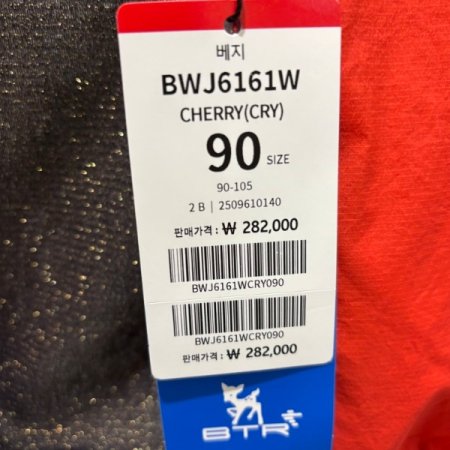 베지
BWJ6161W
CHERRY(CRY)
90 SIZE
90-105
2 B | 2509610140
판매가격 : ₩ 282,000
BWJ6161WCRY090
BWJ6161WCRY090
판매가격 : ₩ 282,000
BTR